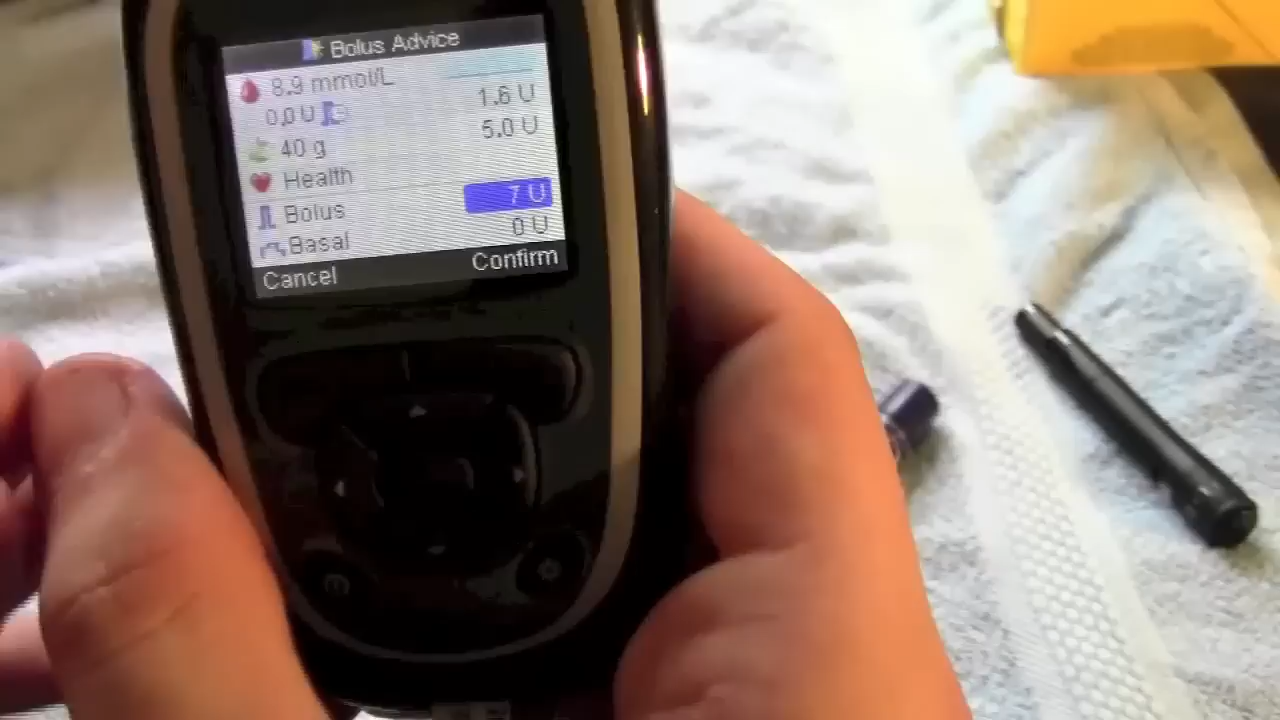 Bolus Advice
8.9 mmol/L
0.0 U 1.6 U
40 g 5.0 U
Health
Bolus 7 U
Basal 0 U
Cancel Confirm